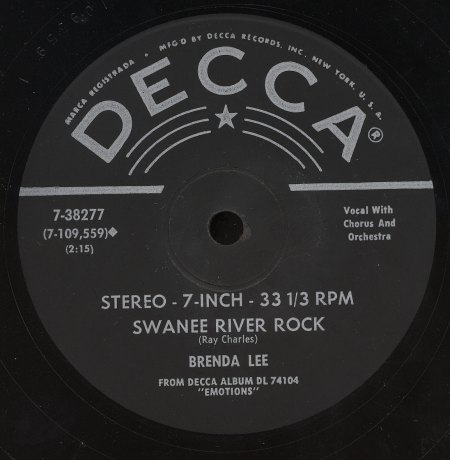 MARCA REGISTRADA • MF'G'D BY DECCA RECORDS, INC., NEW YORK, U. S. A.
DECCA®
7-38277
(7-109,559)◆
(2:15)
Vocal With
Chorus And
Orchestra
STEREO - 7-INCH - 33 1/3 RPM
SWANEE RIVER ROCK
(Ray Charles)
BRENDA LEE
FROM DECCA ALBUM DL 74104
"EMOTIONS"